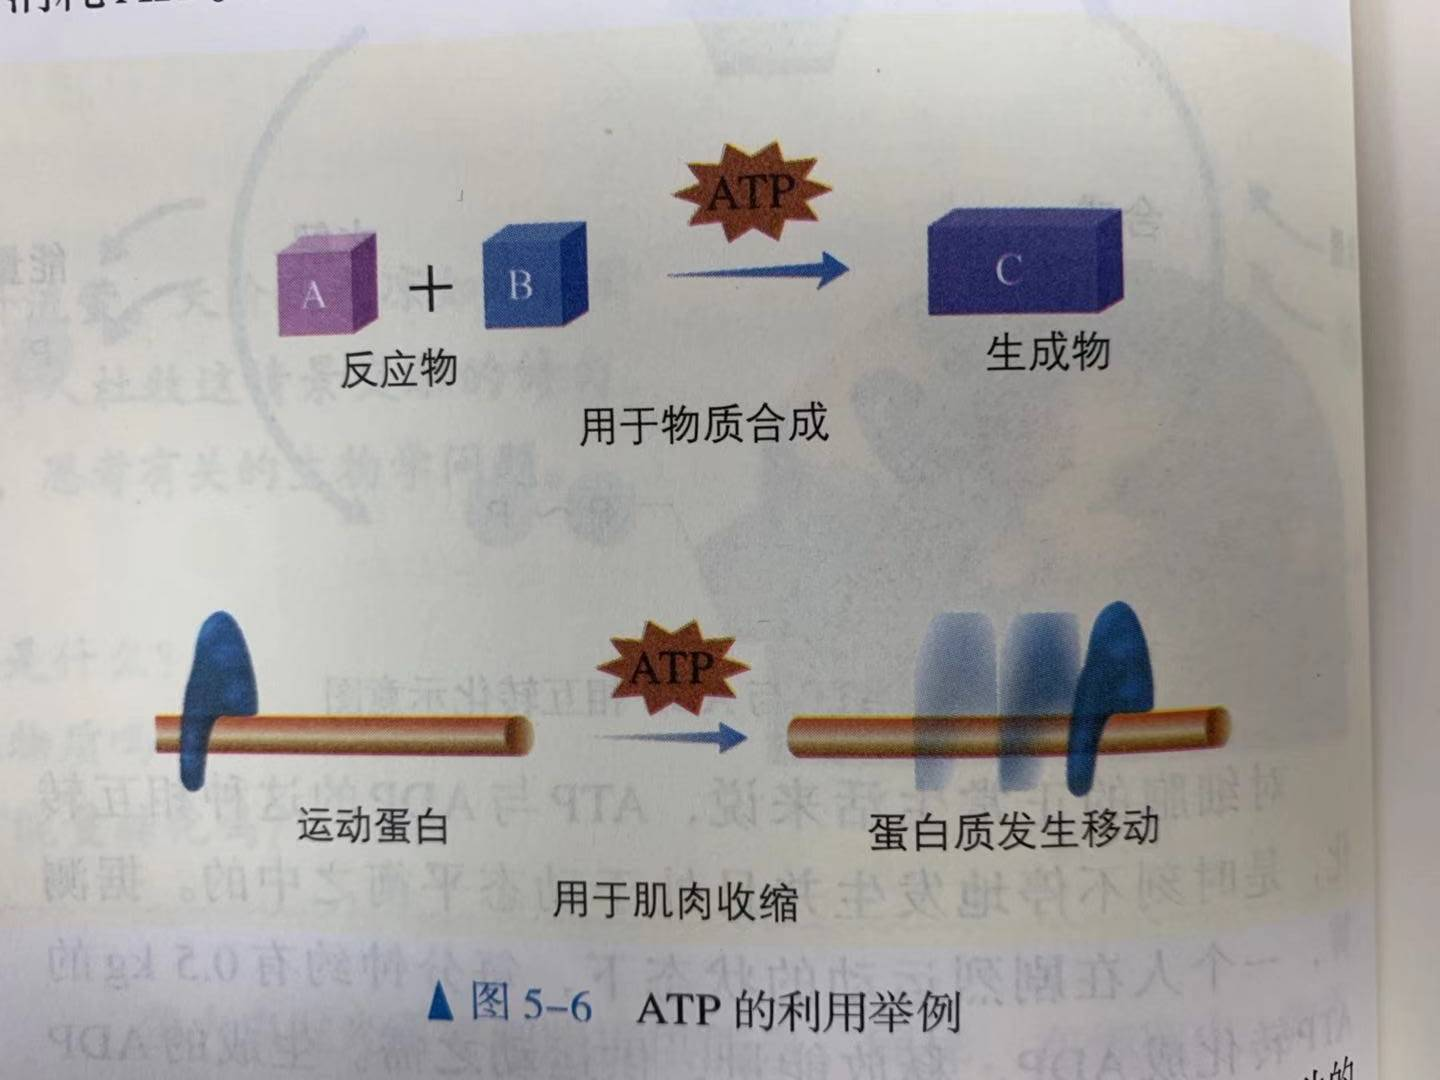 ATP
A + B
C
反应物
生成物
用于物质合成
ATP
运动蛋白
蛋白质发生移动
用于肌肉收缩
▲图 5-6 ATP 的利用举例